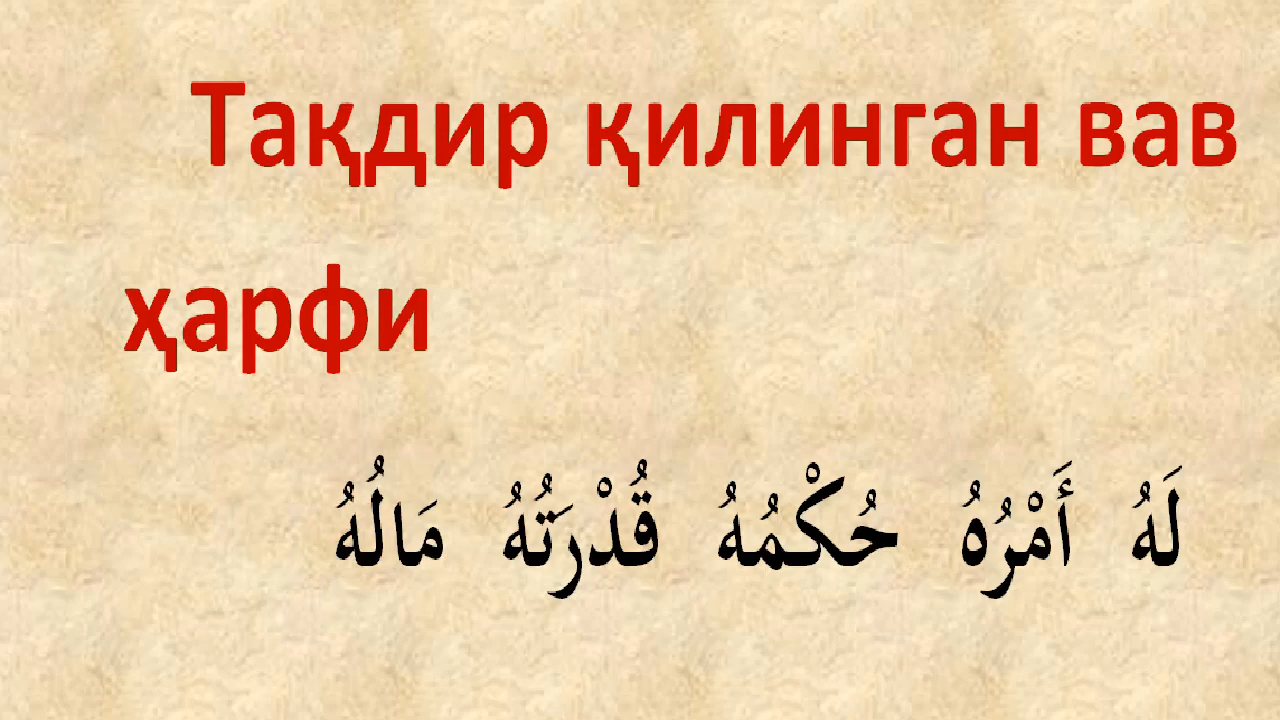 Тақдир қилинган вав
ҳарфи
لَهُ أَمْرُهُ حُكْمُهُ قُدْرَتُهُ مَالُهُ